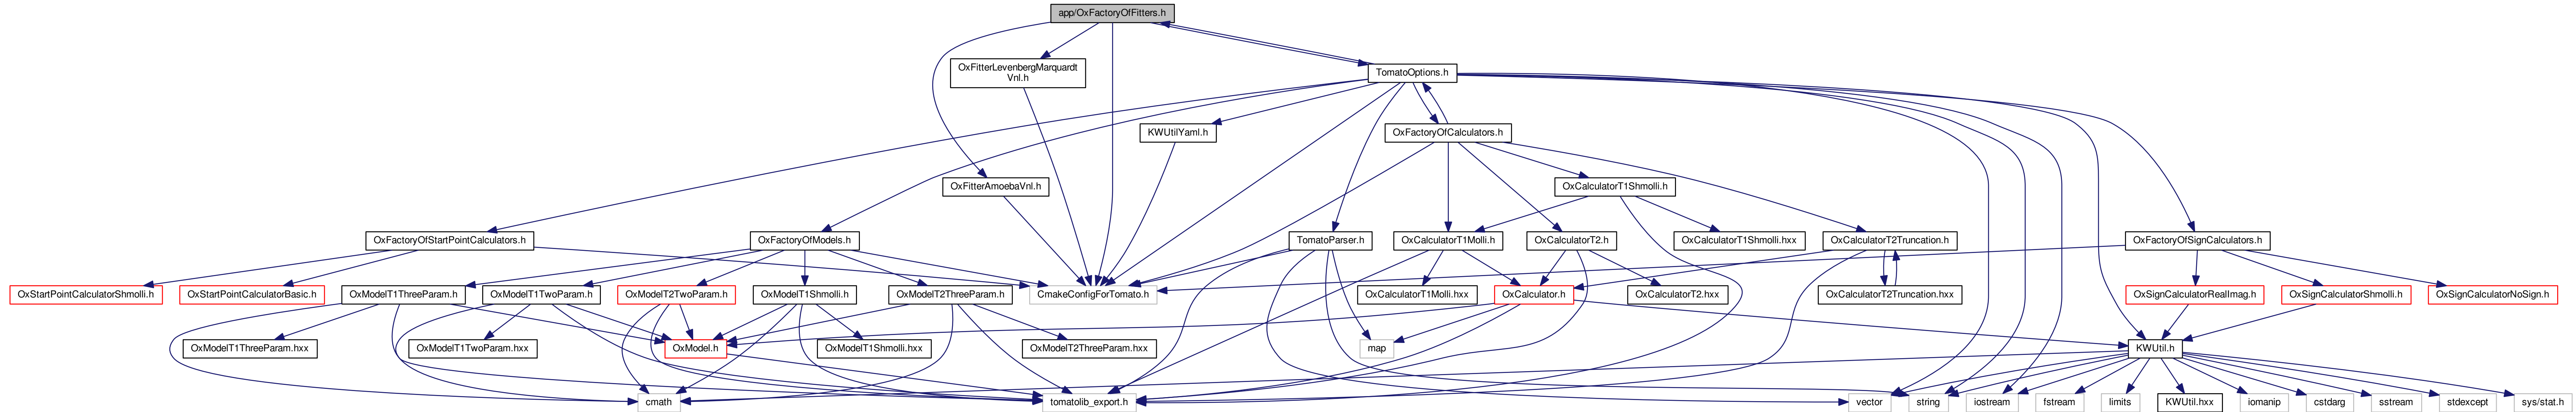 app/OxFactoryOfFitters.h
OxFitterLevenbergMarquardt
Vnl.h
TomatoOptions.h
KWUtilYaml.h
OxFactoryOfCalculators.h
OxFitterAmoebaVnl.h
OxCalculatorT1Shmolli.h
OxFactoryOfStartPointCalculators.h
OxFactoryOfModels.h
TomatoParser.h
OxCalculatorT1Molli.h
OxCalculatorT2.h
OxCalculatorT1Shmolli.hxx
OxCalculatorT2Truncation.h
OxFactoryOfSignCalculators.h
OxStartPointCalculatorShmolli.h
OxStartPointCalculatorBasic.h
OxModelT1ThreeParam.h
OxModelT1TwoParam.h
OxModelT2TwoParam.h
OxModelT1Shmolli.h
OxModelT2ThreeParam.h
CmakeConfigForTomato.h
OxCalculatorT1Molli.hxx
OxCalculator.h
OxCalculatorT2.hxx
OxCalculatorT2Truncation.hxx
OxSignCalculatorRealImag.h
OxSignCalculatorShmolli.h
OxSignCalculatorNoSign.h
OxModelT1ThreeParam.hxx
OxModelT1TwoParam.hxx
OxModel.h
OxModelT1Shmolli.hxx
OxModelT2ThreeParam.hxx
map
KWUtil.h
cmath
tomatolib_export.h
vector
string
iostream
fstream
limits
KWUtil.hxx
iomanip
cstdarg
sstream
stdexcept
sys/stat.h